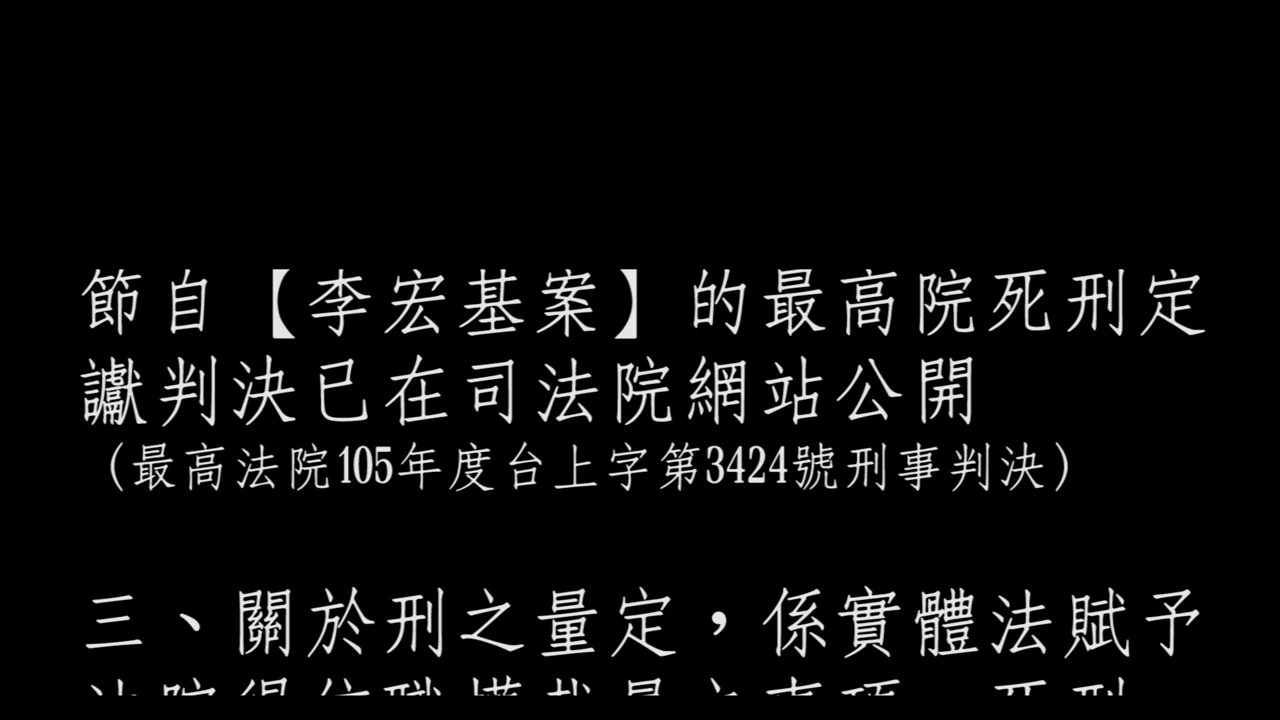 節自【李宏基案】的最高院死刑定
讞判決已在司法院網站公開
（最高法院105年度台上字第3424號刑事判決）
三、關於刑之量定，係實體法賦予